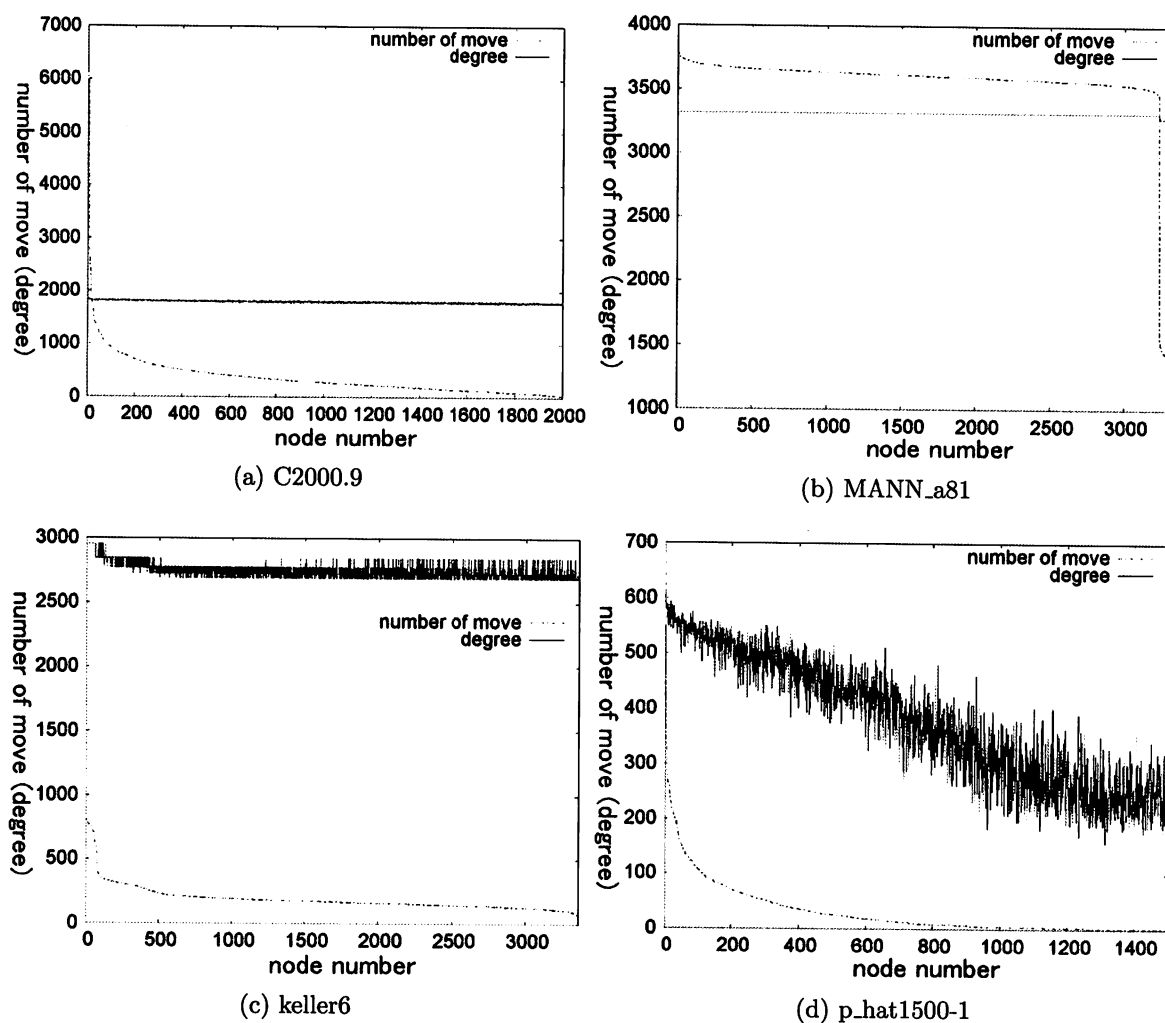 7000
6000
5000
4000
3000
2000
1000
0
number of move (degree)
number of move
degree
0 200 400 600 800 1000 1200 1400 1600 1800 2000
node number
(a) C2000.9
4000
3500
3000
2500
2000
1500
1000
number of move (degree)
number of move
degree
0 500 1000 1500 2000 2500 3000
node number
(b) MANN_a81
3000
2500
2000
1500
1000
500
0
number of move (degree)
number of move
degree
0 500 1000 1500 2000 2500 3000
node number
(c) keller6
700
600
500
400
300
200
100
0
number of move (degree)
number of move
degree
0 200 400 600 800 1000 1200 1400
node number
(d) p_hat1500-1